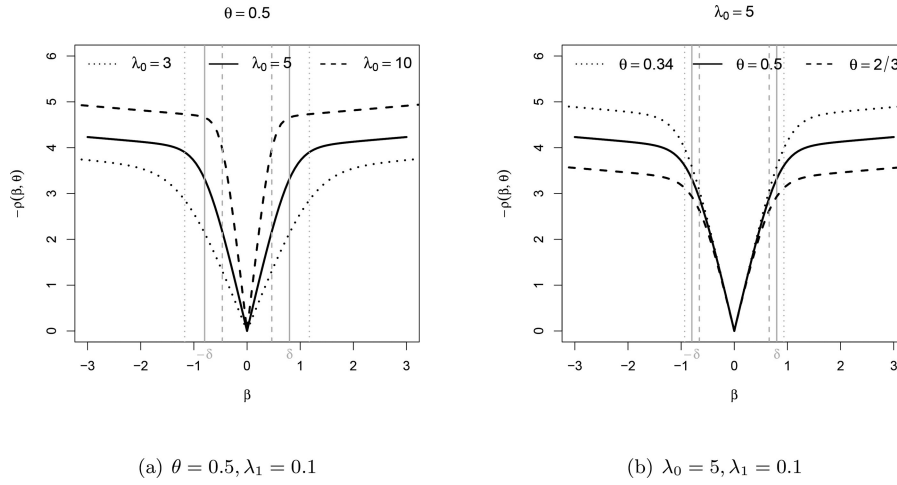 θ = 0.5
−ρ(β, θ)
6
5
4
3
2
1
0
λ0 = 3 λ0 = 5 λ0 = 10
−δ δ
−3 −2 −1 0 1 2 3
β
(a) θ = 0.5, λ1 = 0.1
λ0 = 5
−ρ(β, θ)
6
5
4
3
2
1
0
θ = 0.34 θ = 0.5 θ = 2/3
−δ δ
−3 −2 −1 0 1 2 3
β
(b) λ0 = 5, λ1 = 0.1